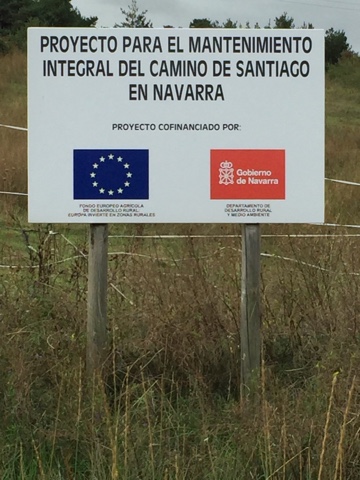 PROYECTO PARA EL MANTENIMIENTO
INTEGRAL DEL CAMINO DE SANTIAGO
EN NAVARRA
PROYECTO COFINANCIADO POR:
FONDO EUROPEO AGRÍCOLA
DE DESARROLLO RURAL.
EUROPA INVIERTE EN ZONAS RURALES
Gobierno
de Navarra
DEPARTAMENTO DE
DESARROLLO RURAL
Y MEDIO AMBIENTE